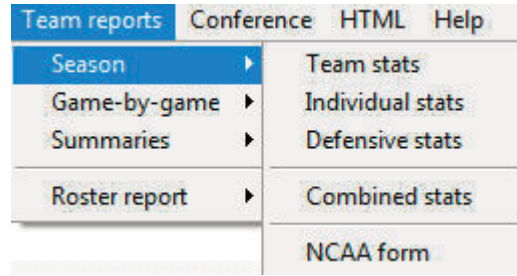 Team reports Conference HTML Help
Season Team stats
Game-by-game Individual stats
Summaries Defensive stats
Roster report Combined stats
NCAA form